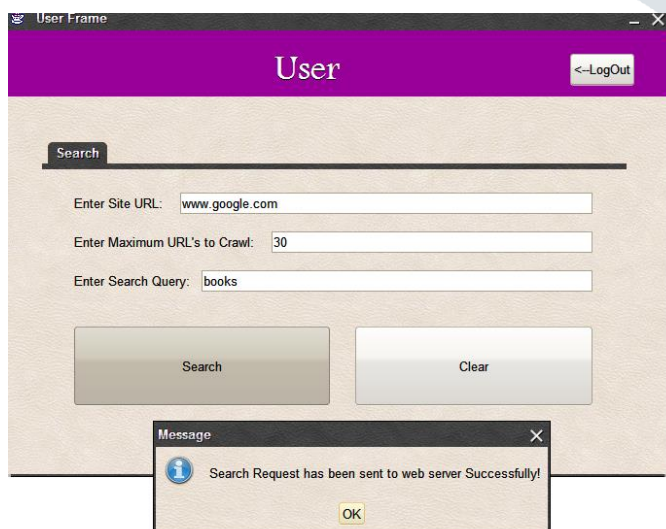 User Frame
User
<--LogOut
Search
Enter Site URL: www.google.com
Enter Maximum URL's to Crawl: 30
Enter Search Query: books
Search Clear
Message
Search Request has been sent to web server Successfully!
OK